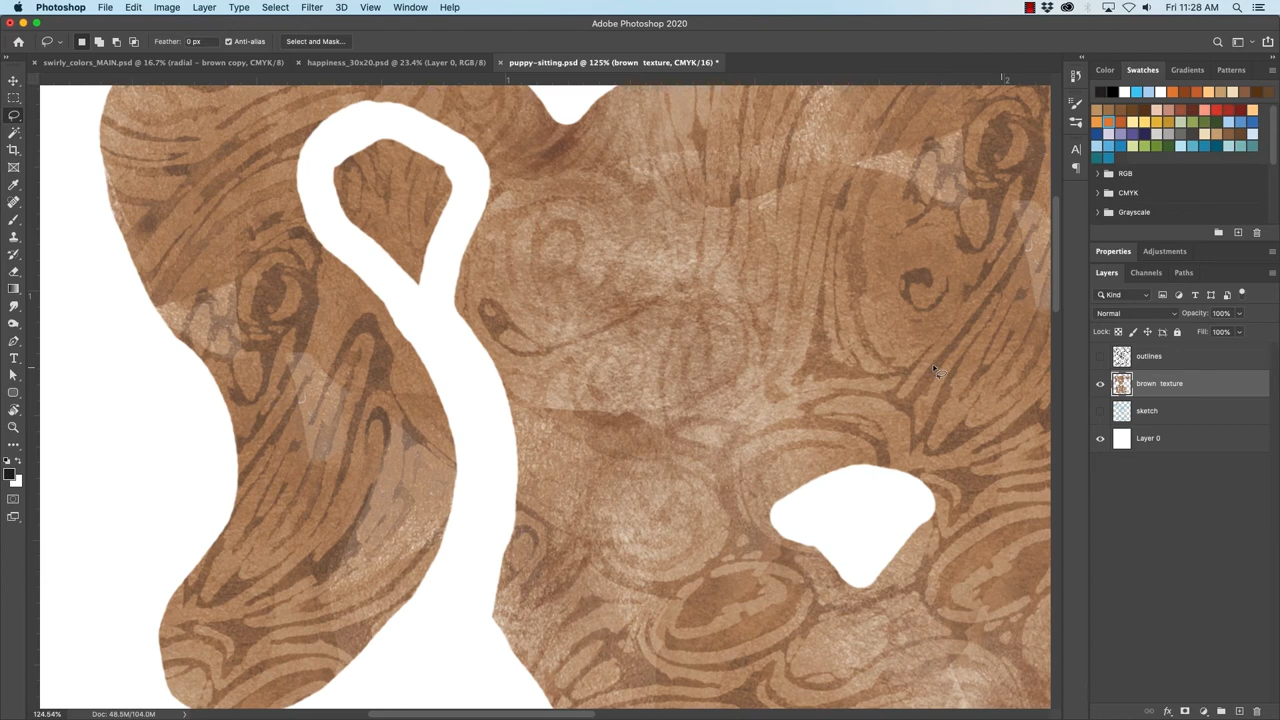 Photoshop File Edit Image Layer Type Select Filter 3D View Window Help Fri 11:28 AM
Adobe Photoshop 2020
Feather: 0 px Anti-alias Select and Mask...
swirly_colors_MAIN.psd @ 16.7% (radial - brown copy, CMYK/8) happiness_30x20.psd @ 23.4% (Layer 0, RGB/8) puppy-sitting.psd @ 125% (brown texture, CMYK/16) *
Color Swatches Gradients Patterns
1 2
RGB
CMYK
Grayscale
Properties Adjustments
Layers Channels Paths
Kind
Normal Opacity: 100%
Lock: Fill: 100%
outlines
brown texture
sketch
Layer 0
1
124.54% Doc: 48.5M/104.0M